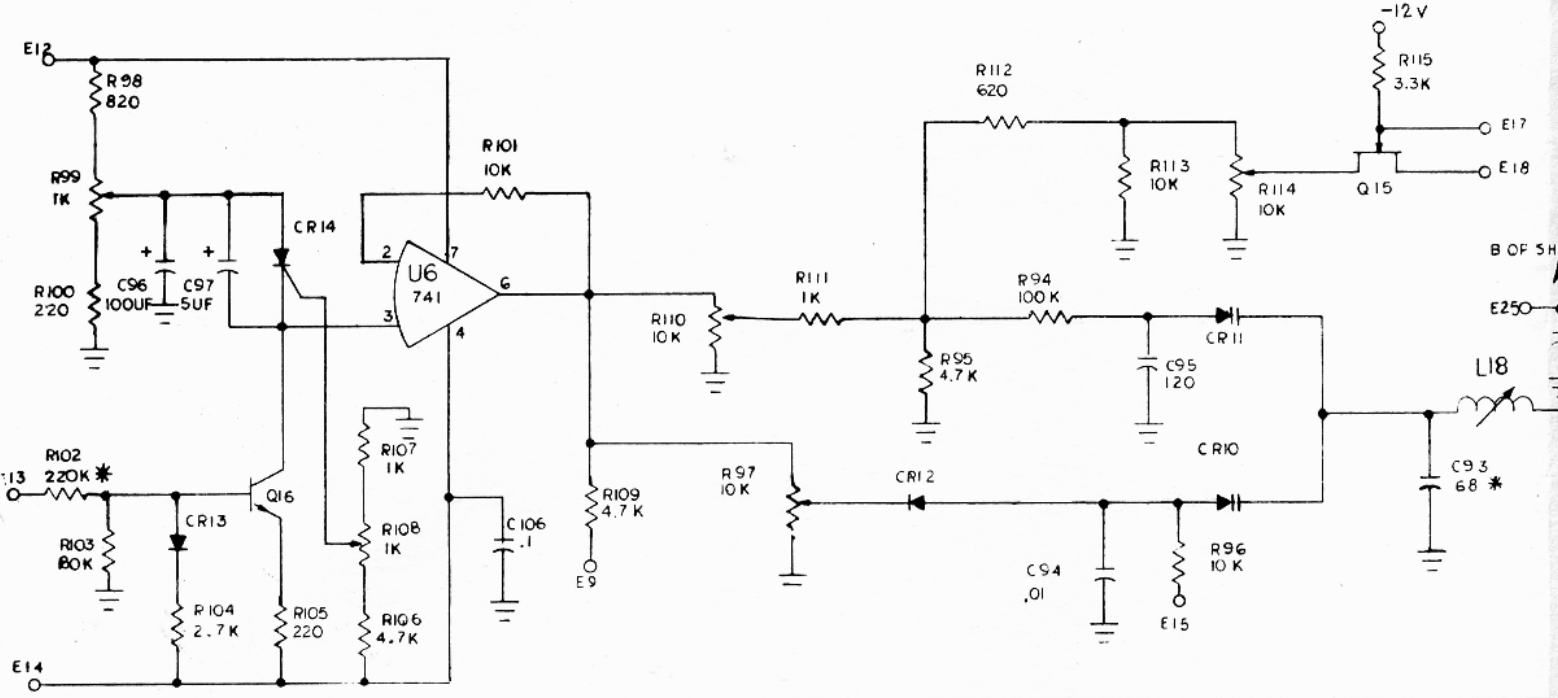 -12 V
E12
R98
820
R112
620
R115
3.3K
R101
10K
E17
R99
1K
R113
10K
R114
10K
E18
Q15
CR14
+
+
2
7
U6
741
6
3
4
C96
100UF
C97
5UF
R100
220
B OF SH
R111
1K
R94
100K
R110
10K
CR11
E25
L18
R95
4.7K
C95
120
R107
1K
R102
220K *
E13
Q16
CR13
R103
R108
1K
C106
.1
R97
10K
CR12
CR10
C93
68 *
R109
4.7K
E9
R96
10K
C94
.01
E15
R104
2.7K
R105
220
R106
4.7K
E14